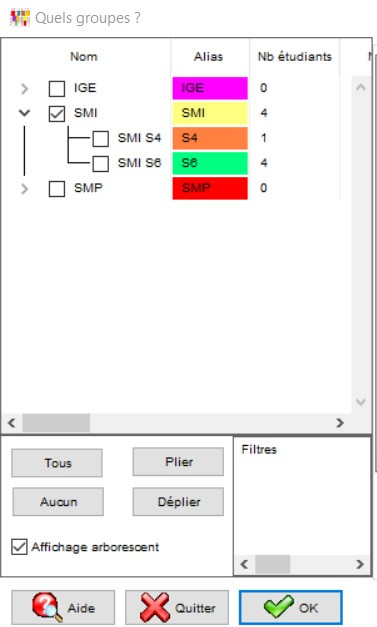 Quels groupes ?
Nom Alias Nb étudiants
IGE IGE 0
SMI SMI 4
SMI S4 S4 1
SMI S6 S6 4
SMP SMP 0
Tous Plier
Filtres
Aucun Déplier
Affichage arborescent
Aide Quitter OK